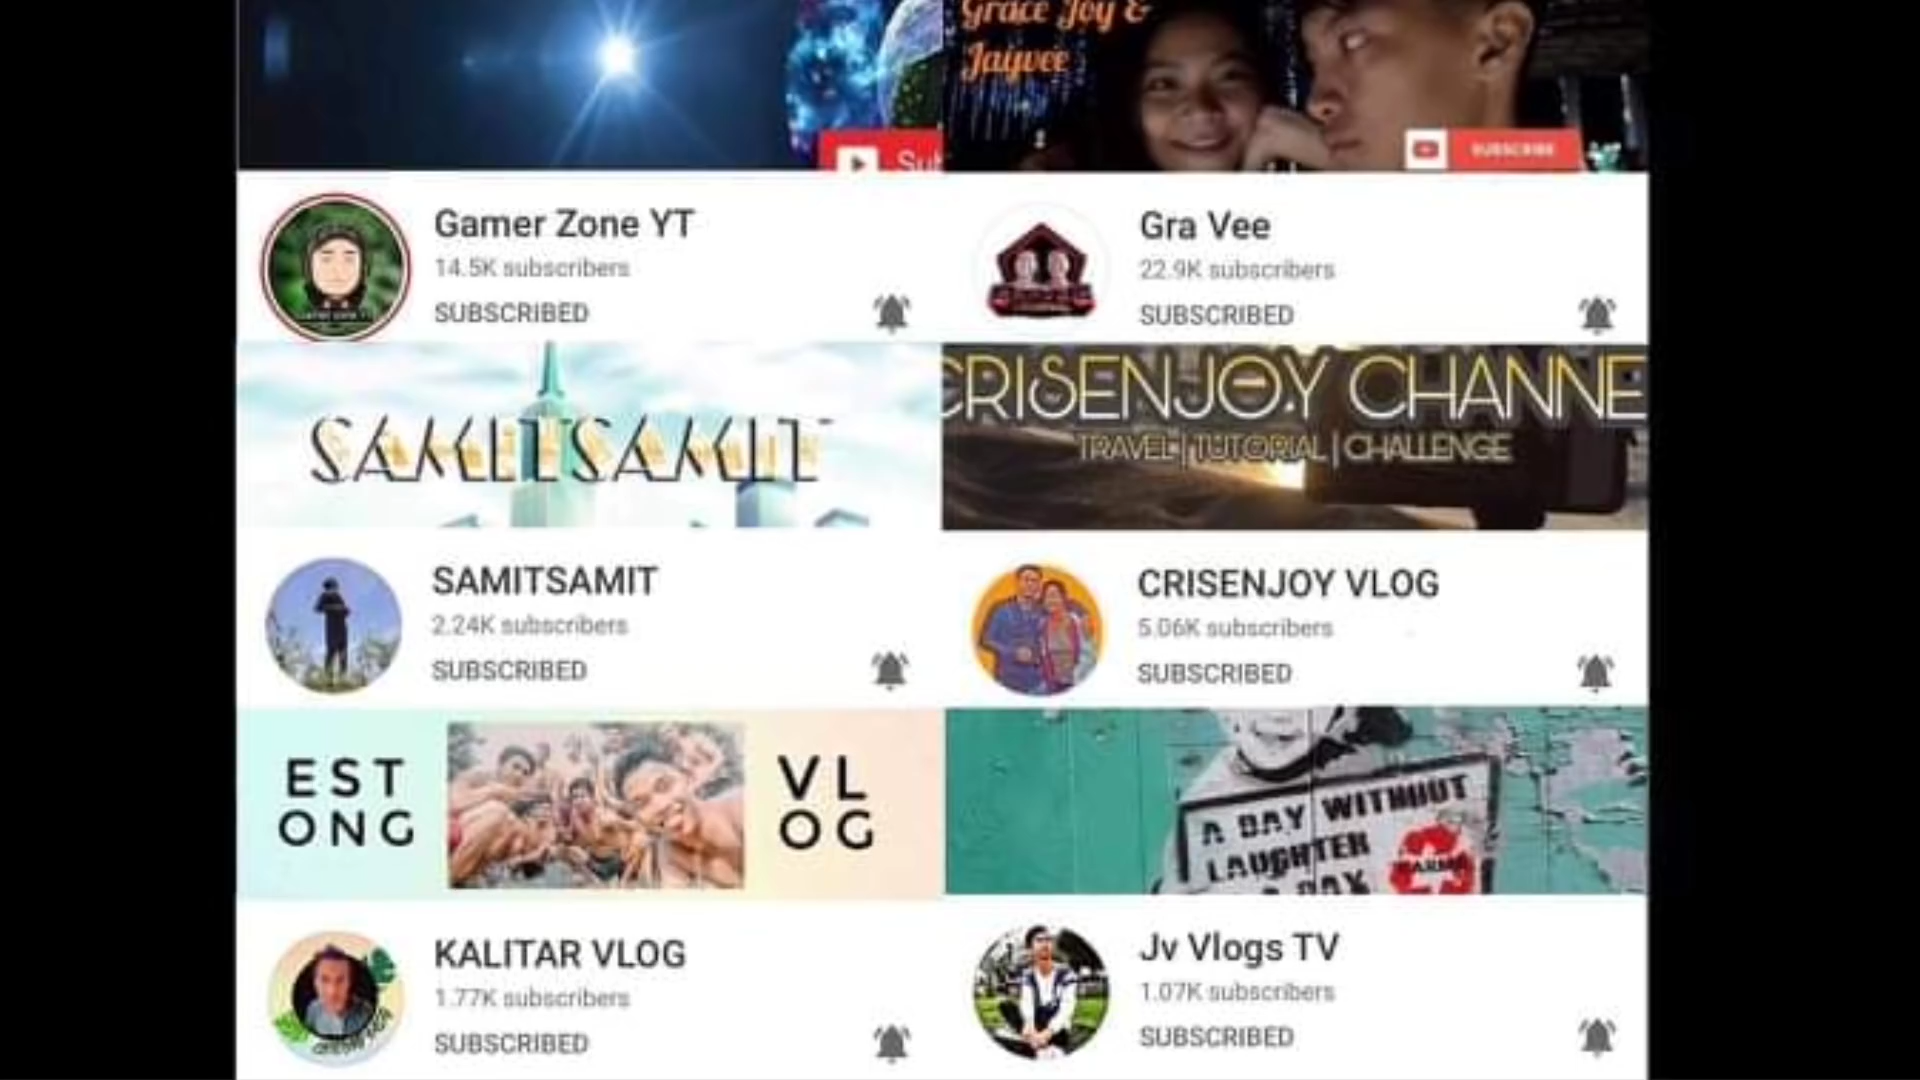 Grace Joy &
Jayvee
SUBSCRIBE
Gamer Zone YT
14.5K subscribers
SUBSCRIBED
Gra Vee
22.9K subscribers
SUBSCRIBED
SAMITSAMIT
CRISENJOY CHANNE
TRAVEL | TUTORIAL | CHALLENGE
SAMITSAMIT
2.24K subscribers
SUBSCRIBED
CRISENJOY VLOG
5.06K subscribers
SUBSCRIBED
EST
ONG
VL
OG
A DAY WITHOUT
LAUGHTER
KALITAR VLOG
1.77K subscribers
SUBSCRIBED
Jv Vlogs TV
1.07K subscribers
SUBSCRIBED